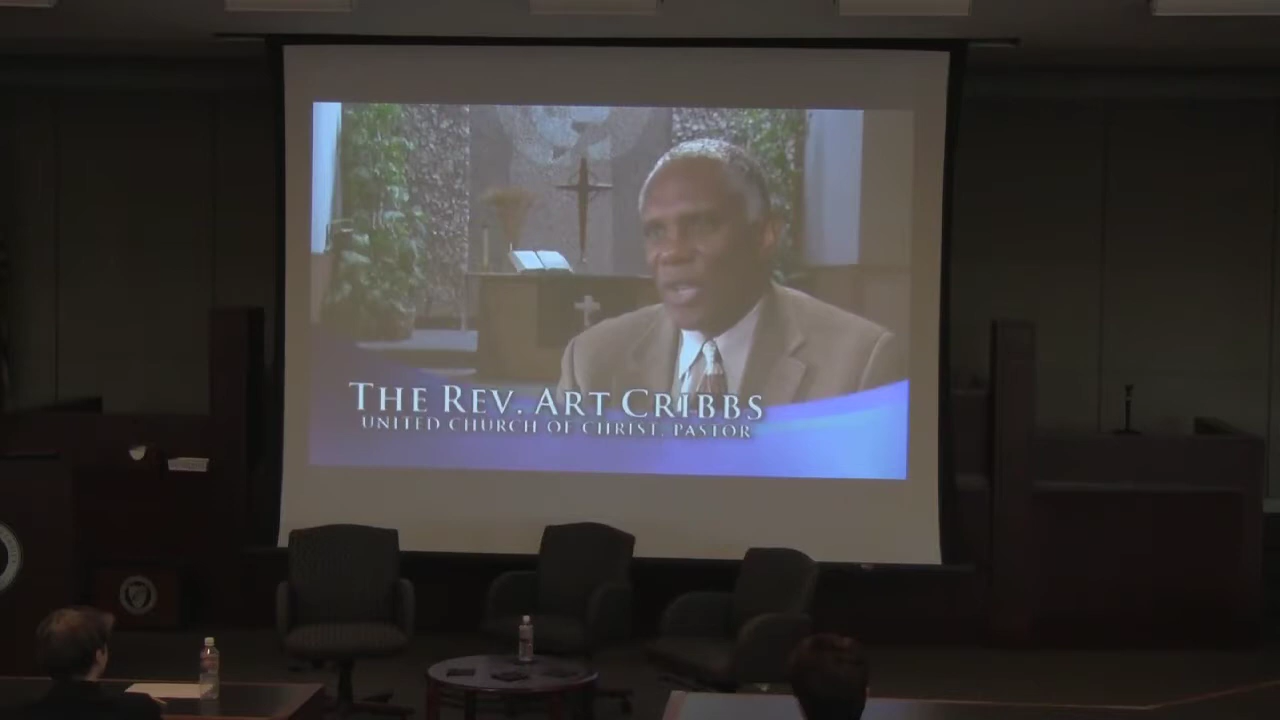 THE REV. ART CRIBBS
UNITED CHURCH OF CHRIST, PASTOR